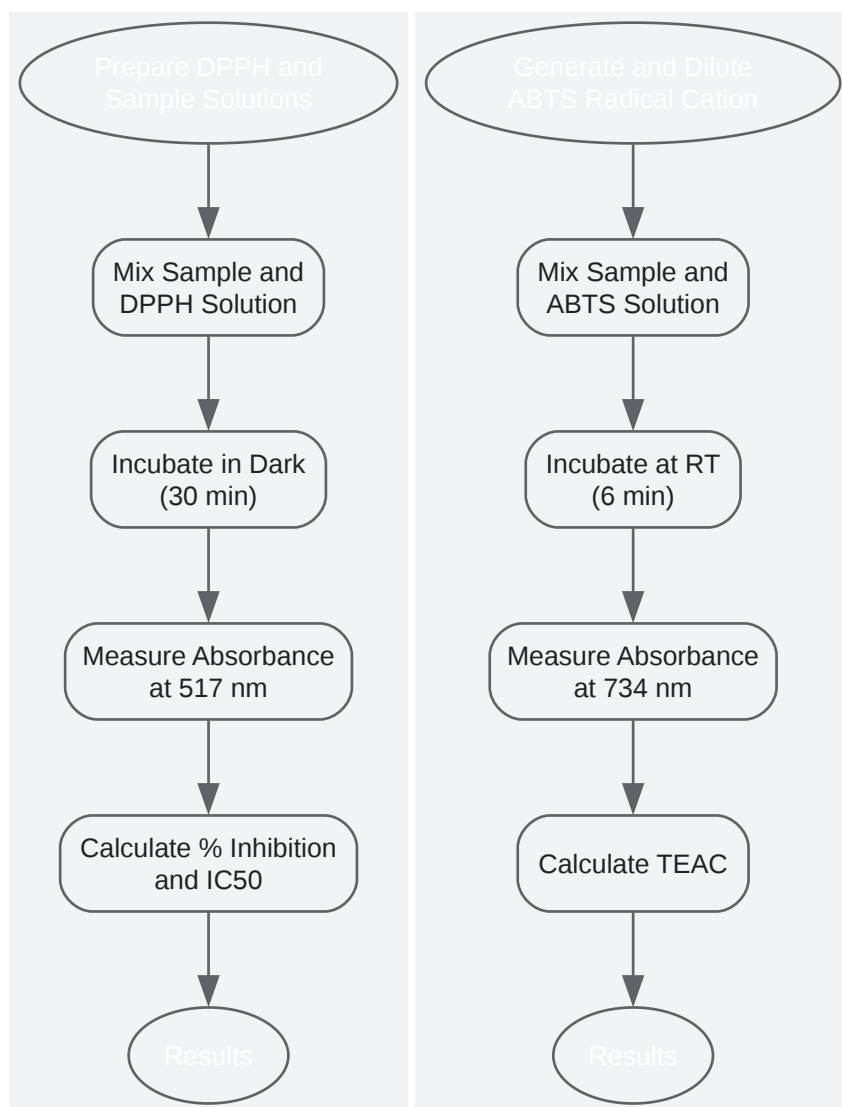 Prepare DPPH and
Sample Solutions
Mix Sample and
DPPH Solution
Incubate in Dark
(30 min)
Measure Absorbance
at 517 nm
Calculate % Inhibition
and IC50
Results
Generate and Dilute
ABTS Radical Cation
Mix Sample and
ABTS Solution
Incubate at RT
(6 min)
Measure Absorbance
at 734 nm
Calculate TEAC
Results